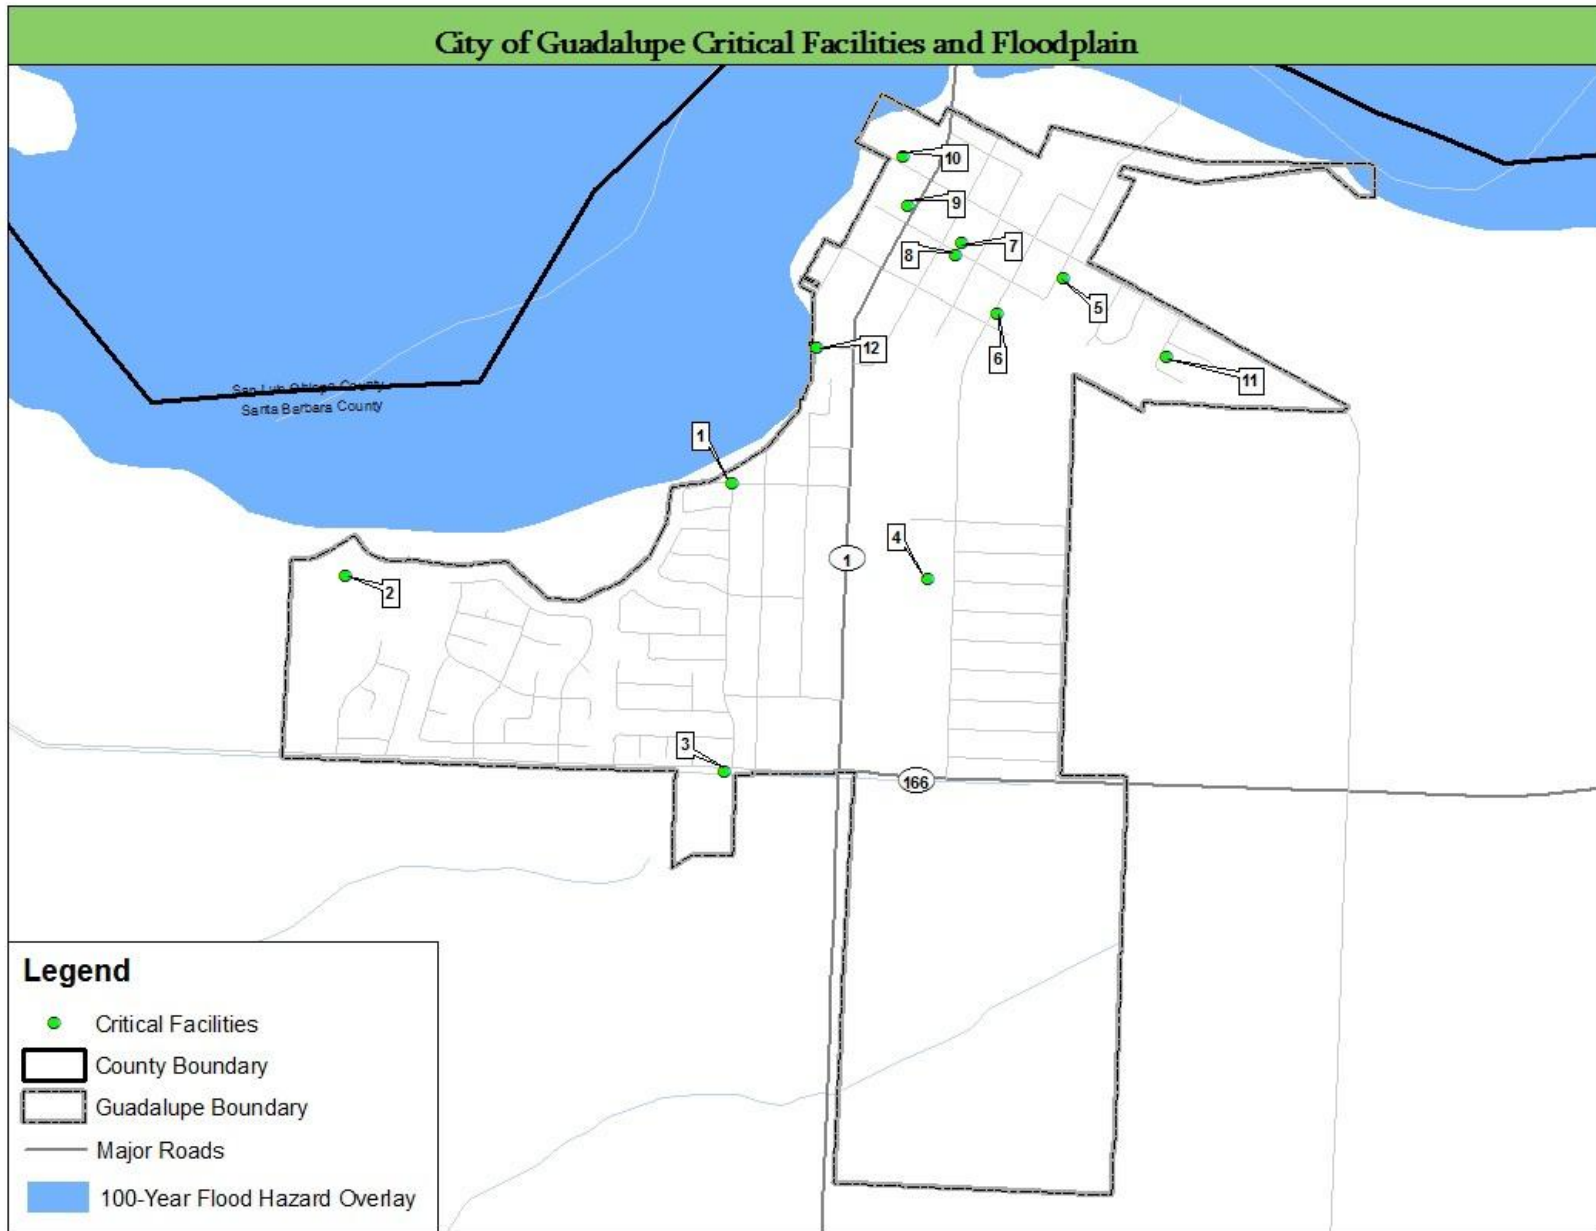 City of Guadalupe Critical Facilities and Floodplain
10
9
7
8
5
6
12
11
San Luis Obispo County
Santa Barbara County
1
4
1
2
3
166
Legend
Critical Facilities
County Boundary
Guadalupe Boundary
Major Roads
100-Year Flood Hazard Overlay